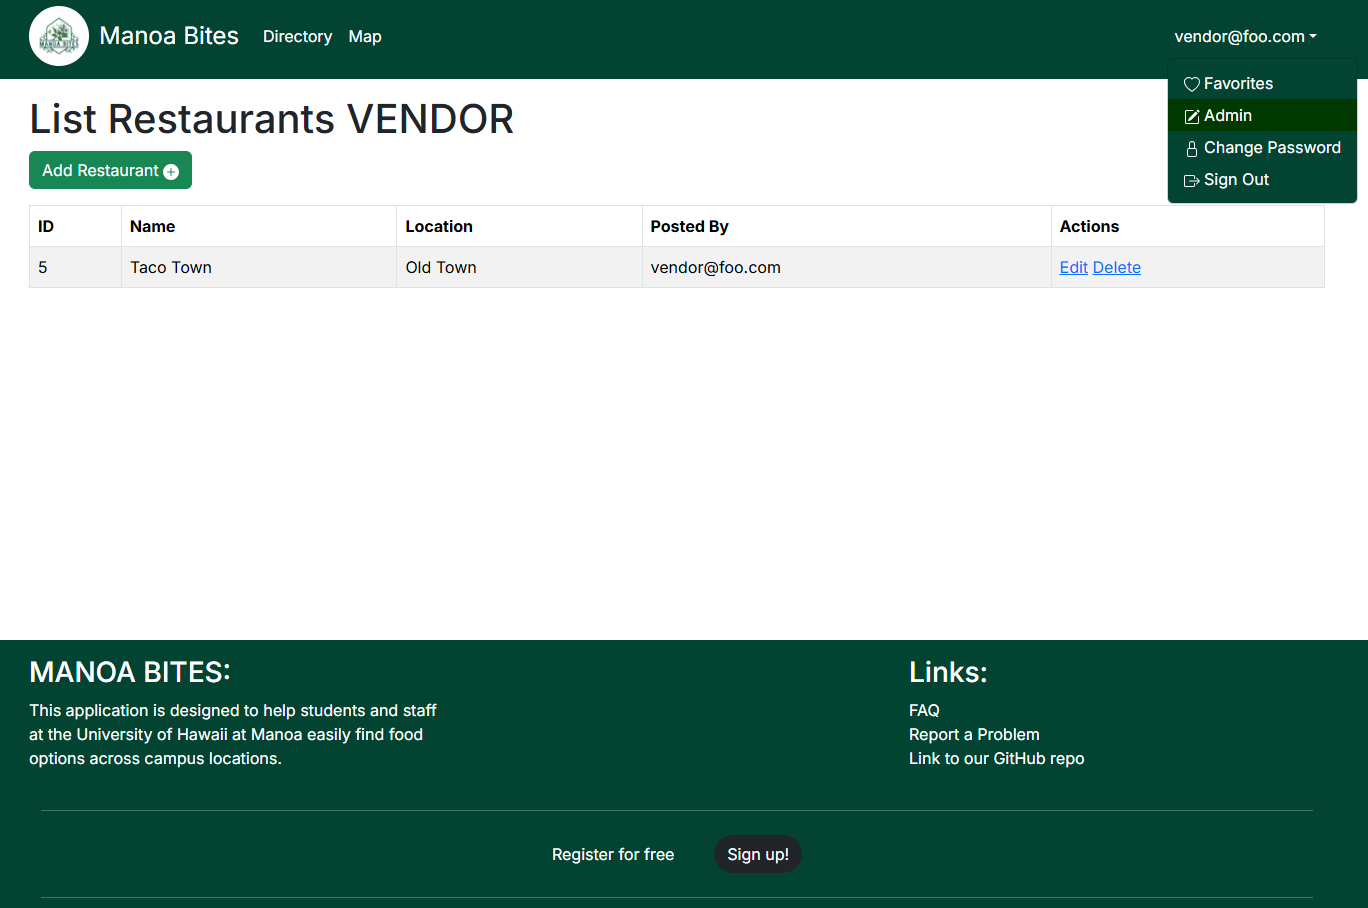 MANOA BITES
Manoa Bites
Directory
Map
vendor@foo.com
Favorites
Admin
Change Password
Sign Out
List Restaurants VENDOR
Add Restaurant
ID Name Location Posted By Actions
5 Taco Town Old Town vendor@foo.com Edit Delete
MANOA BITES:
This application is designed to help students and staff
at the University of Hawaii at Manoa easily find food
options across campus locations.
Links:
FAQ
Report a Problem
Link to our GitHub repo
Register for free
Sign up!